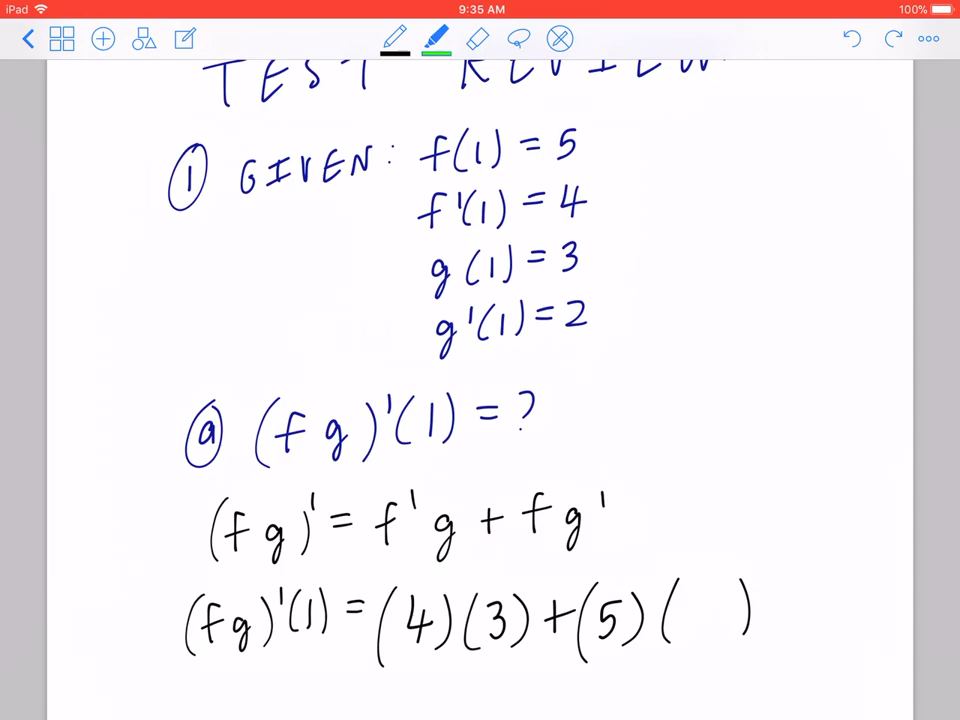 iPad 9:35 AM 100%
TEST REVIEW
① GIVEN: f(1) = 5
f'(1) = 4
g(1) = 3
g'(1) = 2
ⓐ (fg)'(1) = ?
(fg)' = f'g + fg'
(fg)'(1) = (4)(3) + (5)( )